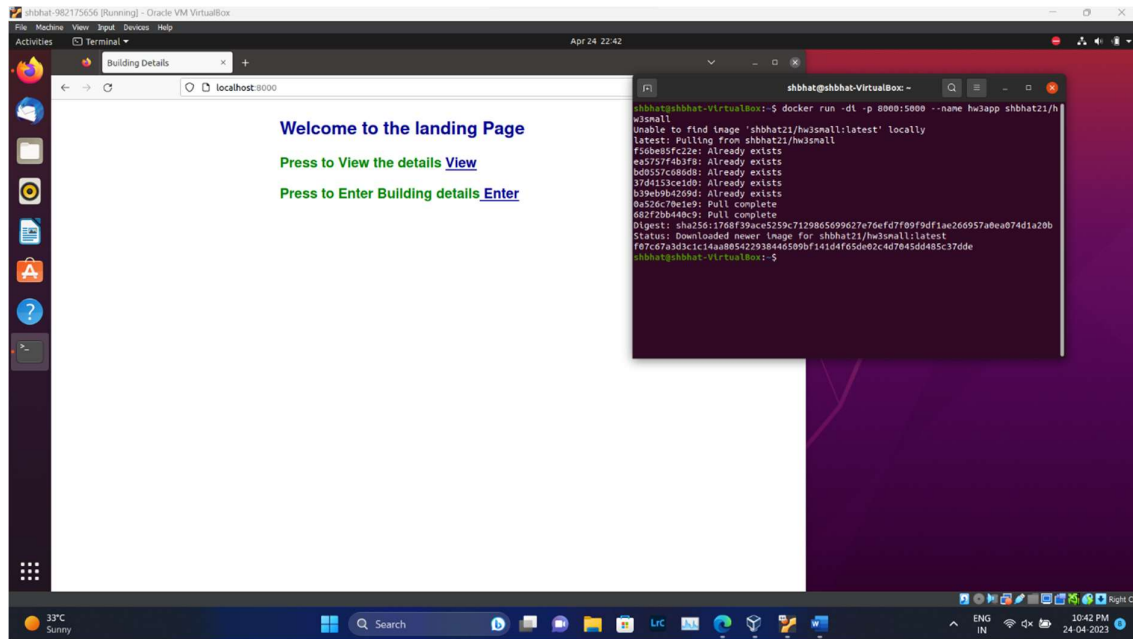 shbhat-982175656 [Running] - Oracle VM VirtualBox
File Machine View Input Devices Help
Activities Terminal Apr 24 22:42
Building Details
localhost:8000
Welcome to the landing Page
Press to View the details View
Press to Enter Building details Enter
shbhat@shbhat-VirtualBox: ~
shbhat@shbhat-VirtualBox:~$ docker run -di -p 8000:5000 --name hw3app shbhat21/h
w3small
Unable to find image 'shbhat21/hw3small:latest' locally
latest: Pulling from shbhat21/hw3small
f56be85fc22e: Already exists
ea5757f4b3f8: Already exists
bd0557c686d8: Already exists
37d4153ce1d0: Already exists
b39eb9b4269d: Already exists
0a526c70e1e9: Pull complete
682f2bb440c9: Pull complete
Digest: sha256:1768f39ace5259c7129865699627e76efd7f09f9df1ae266957a0ea074d1a20b
Status: Downloaded newer image for shbhat21/hw3small:latest
f07c67a3d3c1c14aa805422938446509bf141d4f65de02c4d7045dd485c37dde
shbhat@shbhat-VirtualBox:~$
Right C
33°C
Sunny
Search
LrC
ENG
IN
10:42 PM
24-04-2023